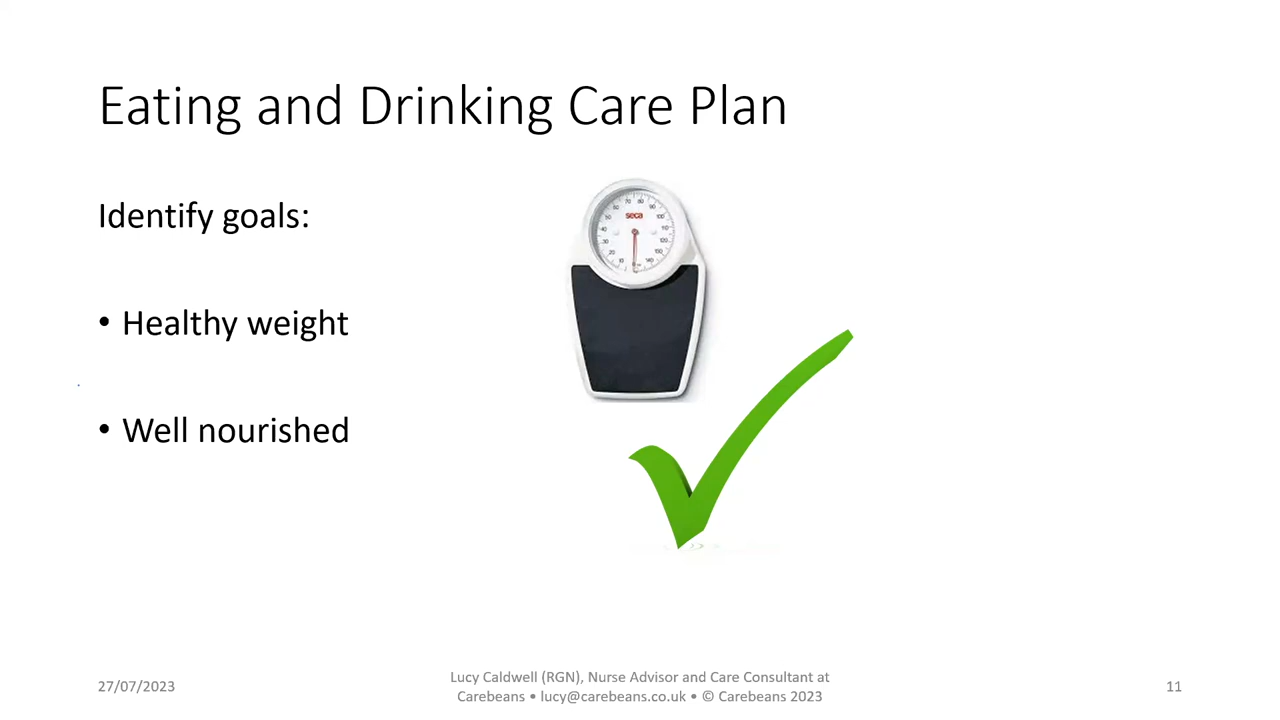 Eating and Drinking Care Plan
Identify goals:
• Healthy weight
• Well nourished
seca
27/07/2023
Lucy Caldwell (RGN), Nurse Advisor and Care Consultant at
Carebeans • lucy@carebeans.co.uk • © Carebeans 2023
11